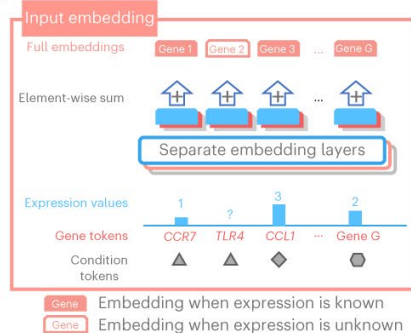 Input embedding
Full embeddings Gene 1 Gene 2 Gene 3 ... Gene G
Element-wise sum + + + ... +
Separate embedding layers
Expression values 1 ? 3 2
Gene tokens CCR7 TLR4 CCL1 ... Gene G
Condition
tokens
Gene Embedding when expression is known
Gene Embedding when expression is unknown